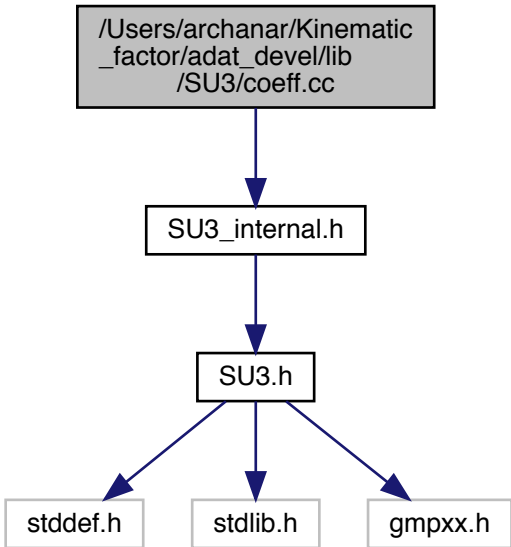 /Users/archanar/Kinematic
_factor/adat_devel/lib
/SU3/coeff.cc
SU3_internal.h
SU3.h
stddef.h
stdlib.h
gmpxx.h